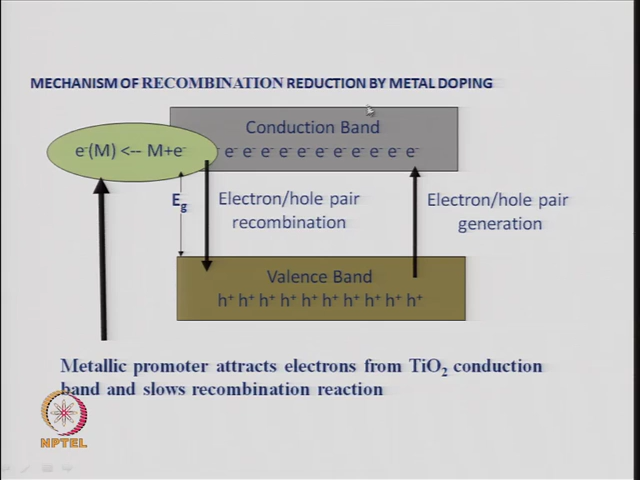 MECHANISM OF RECOMBINATION REDUCTION BY METAL DOPING
Conduction Band
e⁻(M) <-- M+e⁻
e⁻ e⁻ e⁻ e⁻ e⁻ e⁻ e⁻ e⁻ e⁻ e⁻ e⁻
Eg
Electron/hole pair
recombination
Electron/hole pair
generation
Valence Band
h⁺ h⁺ h⁺ h⁺ h⁺ h⁺ h⁺ h⁺ h⁺ h⁺
Metallic promoter attracts electrons from TiO₂ conduction
band and slows recombination reaction
NPTEL